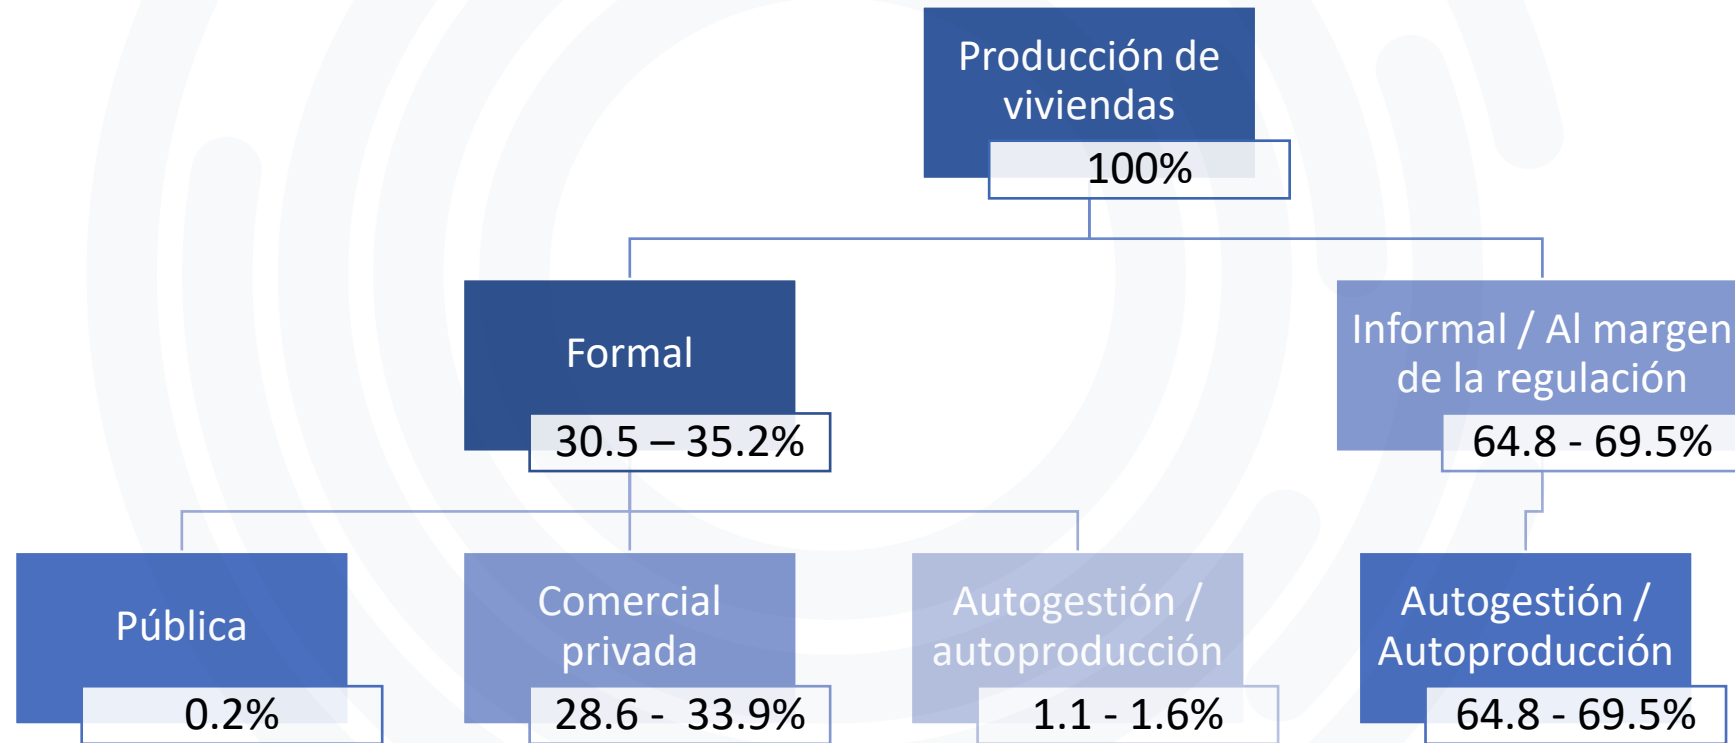 Producción de
viviendas
100%
Formal
30.5 – 35.2%
Informal / Al margen
de la regulación
64.8 - 69.5%
Pública
0.2%
Comercial
privada
28.6 -  33.9%
Autogestión /
autoproducción
1.1 - 1.6%
Autogestión /
Autoproducción
64.8 - 69.5%